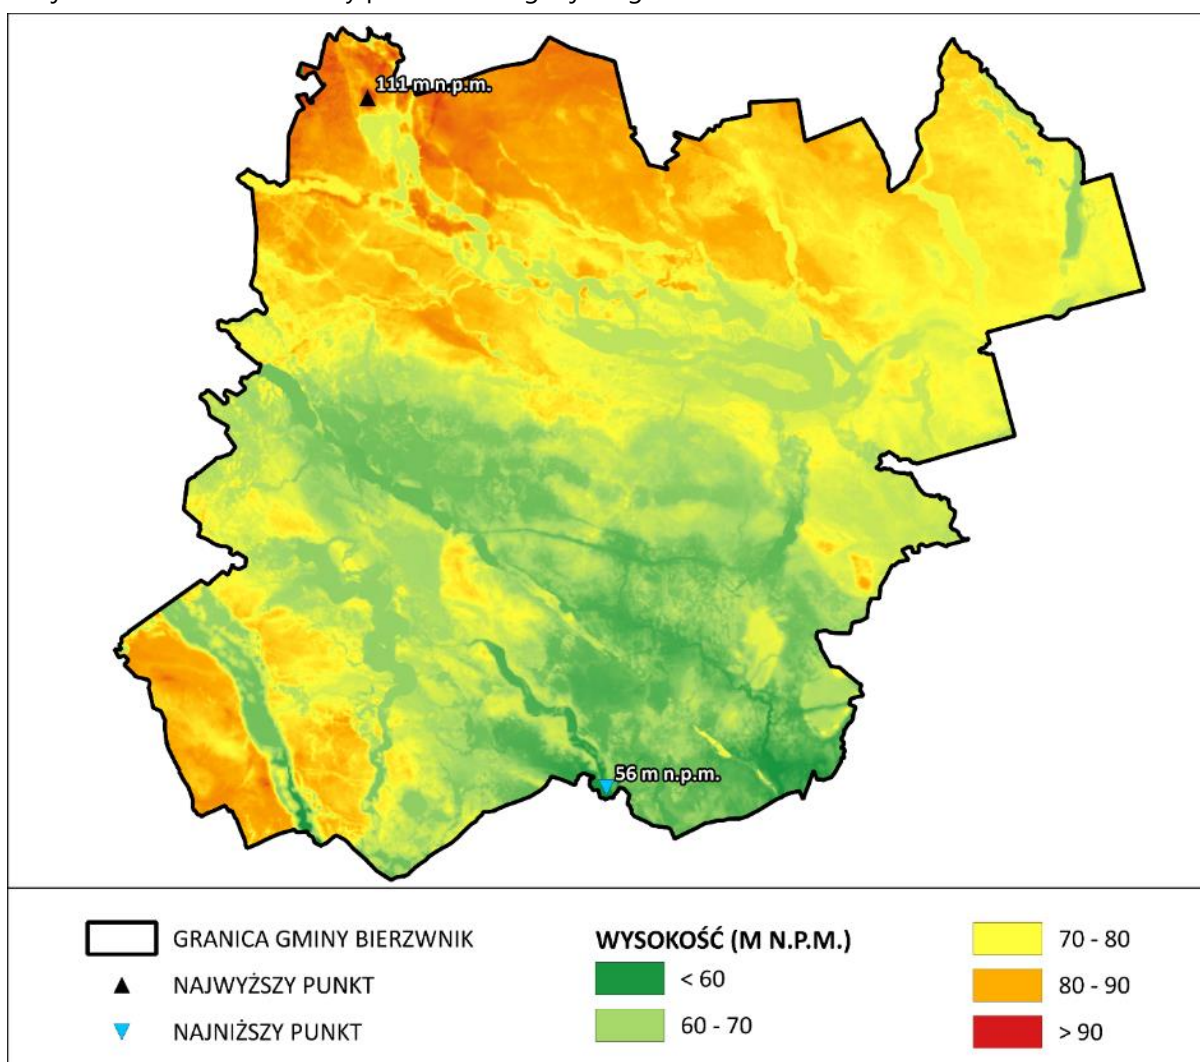 111 m n.p.m.
56 m n.p.m.
GRANICA GMINY BIERZWNIK
NAJWYŻSZY PUNKT
NAJNIŻSZY PUNKT
WYSOKOŚĆ (M N.P.M.)
< 60
60 - 70
70 - 80
80 - 90
> 90